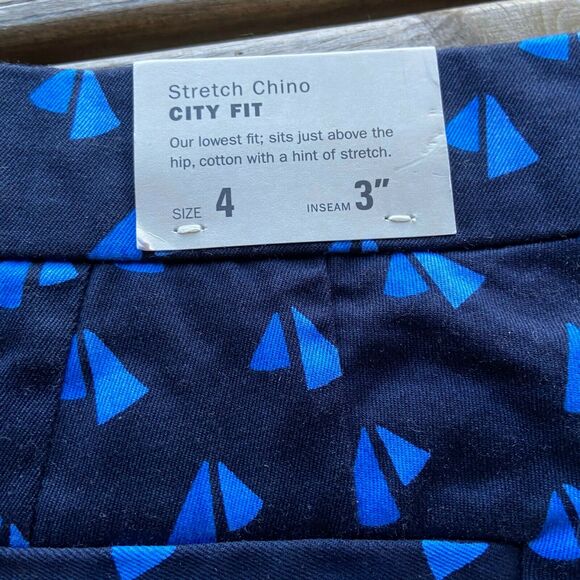 Stretch Chino
CITY FIT
Our lowest fit; sits just above the
hip, cotton with a hint of stretch.
SIZE 4 INSEAM 3"